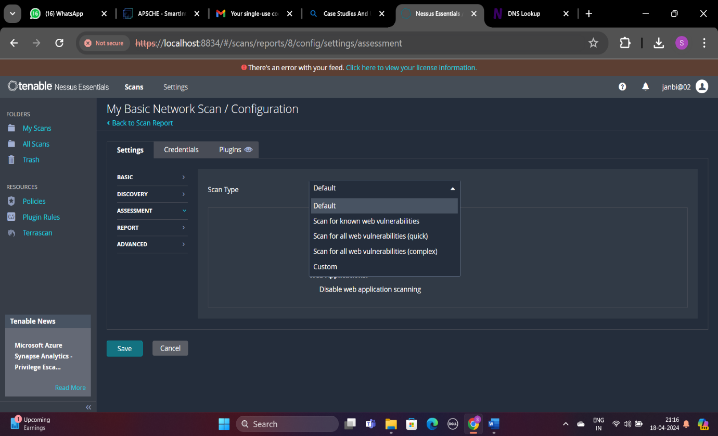 (16) WhatsApp
APSCHE - Smartin
Your single-use co
Case Studies And
Nessus Essentials
DNS Lookup
Not secure
https://localhost:8834/#/scans/reports/8/config/settings/assessment
S
There's an error with your feed. Click here to view your license information.
tenable Nessus Essentials
Scans
Settings
janbi@02
FOLDERS
My Scans
All Scans
Trash
RESOURCES
Policies
Plugin Rules
Terrascan
My Basic Network Scan / Configuration
Back to Scan Report
Settings
Credentials
Plugins
BASIC
DISCOVERY
ASSESSMENT
REPORT
ADVANCED
Scan Type
Default
Default
Scan for known web vulnerabilities
Scan for all web vulnerabilities (quick)
Scan for all web vulnerabilities (complex)
Custom
Disable web application scanning
Save
Cancel
Tenable News
Microsoft Azure
Synapse Analytics -
Privilege Esca...
Read More
1
Upcoming
Earnings
Search
ENG
IN
21:16
18-04-2024